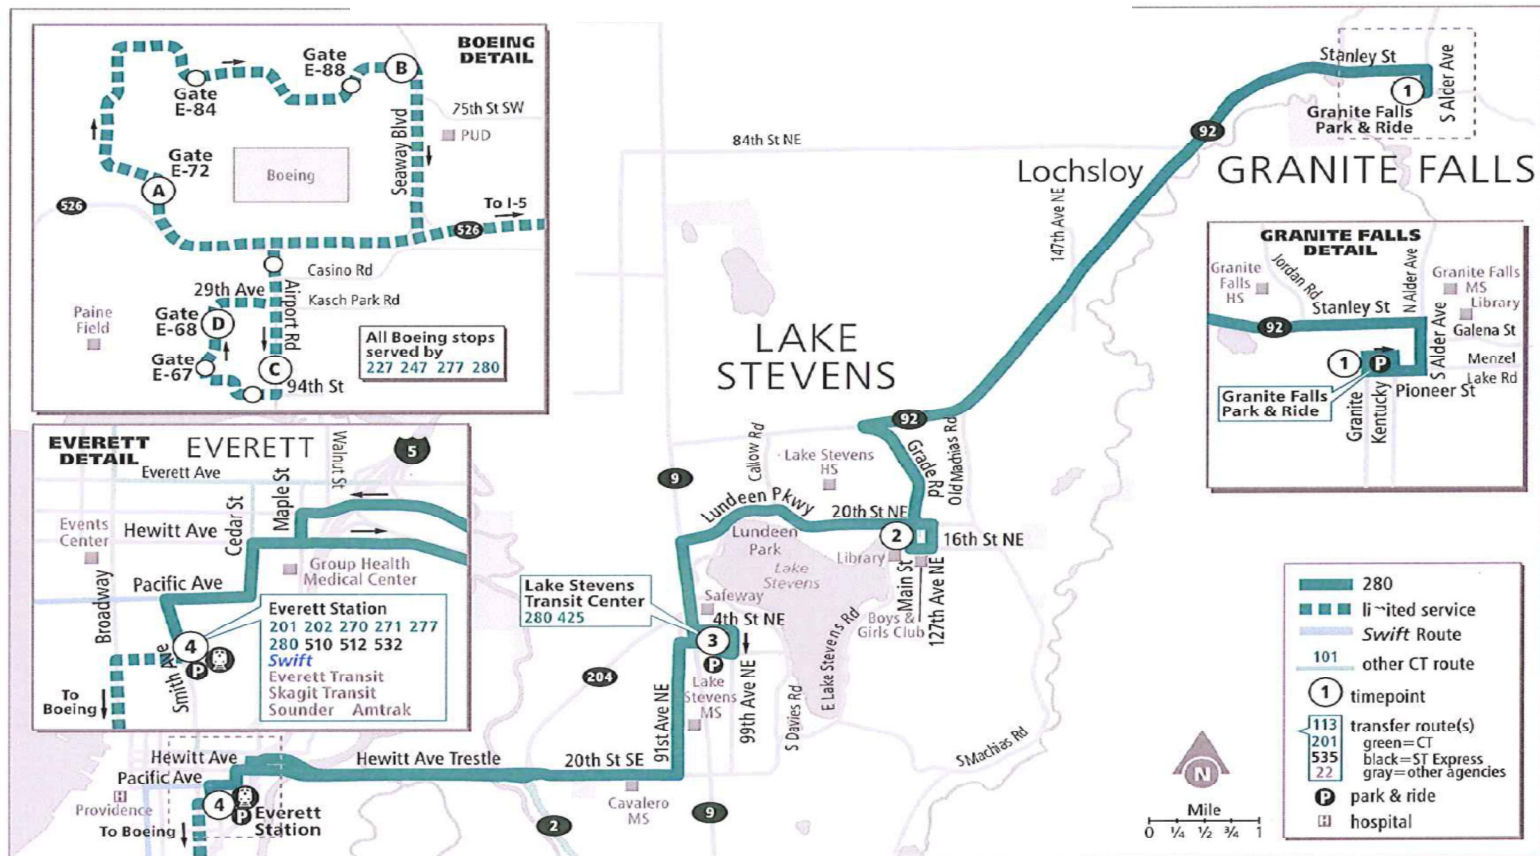 BOEING
DETAIL
Gate
E-88
B
Gate
E-84
75th St SW
PUD
Seaway Blvd
Gate
E-72
A
Boeing
526
To I-5
526
Casino Rd
29th Ave
Airport Rd
Kasch Park Rd
Paine
Field
Gate
E-68
D
Gate
E-67
C
94th St
All Boeing stops
served by
227 247 277 280
EVERETT
DETAIL
EVERETT
Walnut St
5
Everett Ave
Maple St
Cedar St
Events
Center
Hewitt Ave
Group Health
Medical Center
Pacific Ave
Broadway
Everett Station
201 202 270 271 277
280 510 512 532
Swift
Everett Transit
Skagit Transit
Sounder Amtrak
4
P
Smith Ave
To
Boeing
Hewitt Ave
Pacific Ave
H
Providence
4
P
Everett
Station
To Boeing
Hewitt Ave Trestle
20th St SE
2
Cavalero
MS
9
91st Ave NE
204
Lake Stevens
Transit Center
280 425
Safeway
4th St NE
3
P
Lake
Stevens
MS
99th Ave NE
S Davies Rd
E Lake Stevens Rd
S Machias Rd
LAKE
STEVENS
9
Callow Rd
Lake Stevens
HS
Lundeen Pkwy
Lundeen
Park
Lake
Stevens
20th St NE
2
Library
Main St
16th St NE
127th Ave NE
Boys &
Girls Club
Grade Rd
Old Machias Rd
92
84th St NE
Lochsloy
147th Ave NE
92
GRANITE FALLS
Stanley St
S Alder Ave
1
Granite Falls
Park & Ride
GRANITE FALLS
DETAIL
Granite
Falls
HS
Jordan Rd
N Alder Ave
Granite Falls
MS
Library
Stanley St
92
Galena St
S Alder Ave
Menzel
Lake Rd
1
P
Pioneer St
Granite Falls
Park & Ride
Granite
Kentucky
N
Mile
0 ¼ ½ ¾ 1
280
limited service
Swift Route
101
other CT route
1
timepoint
113
transfer route(s)
201
green=CT
535
black=ST Express
22
gray=other agencies
P
park & ride
H
hospital